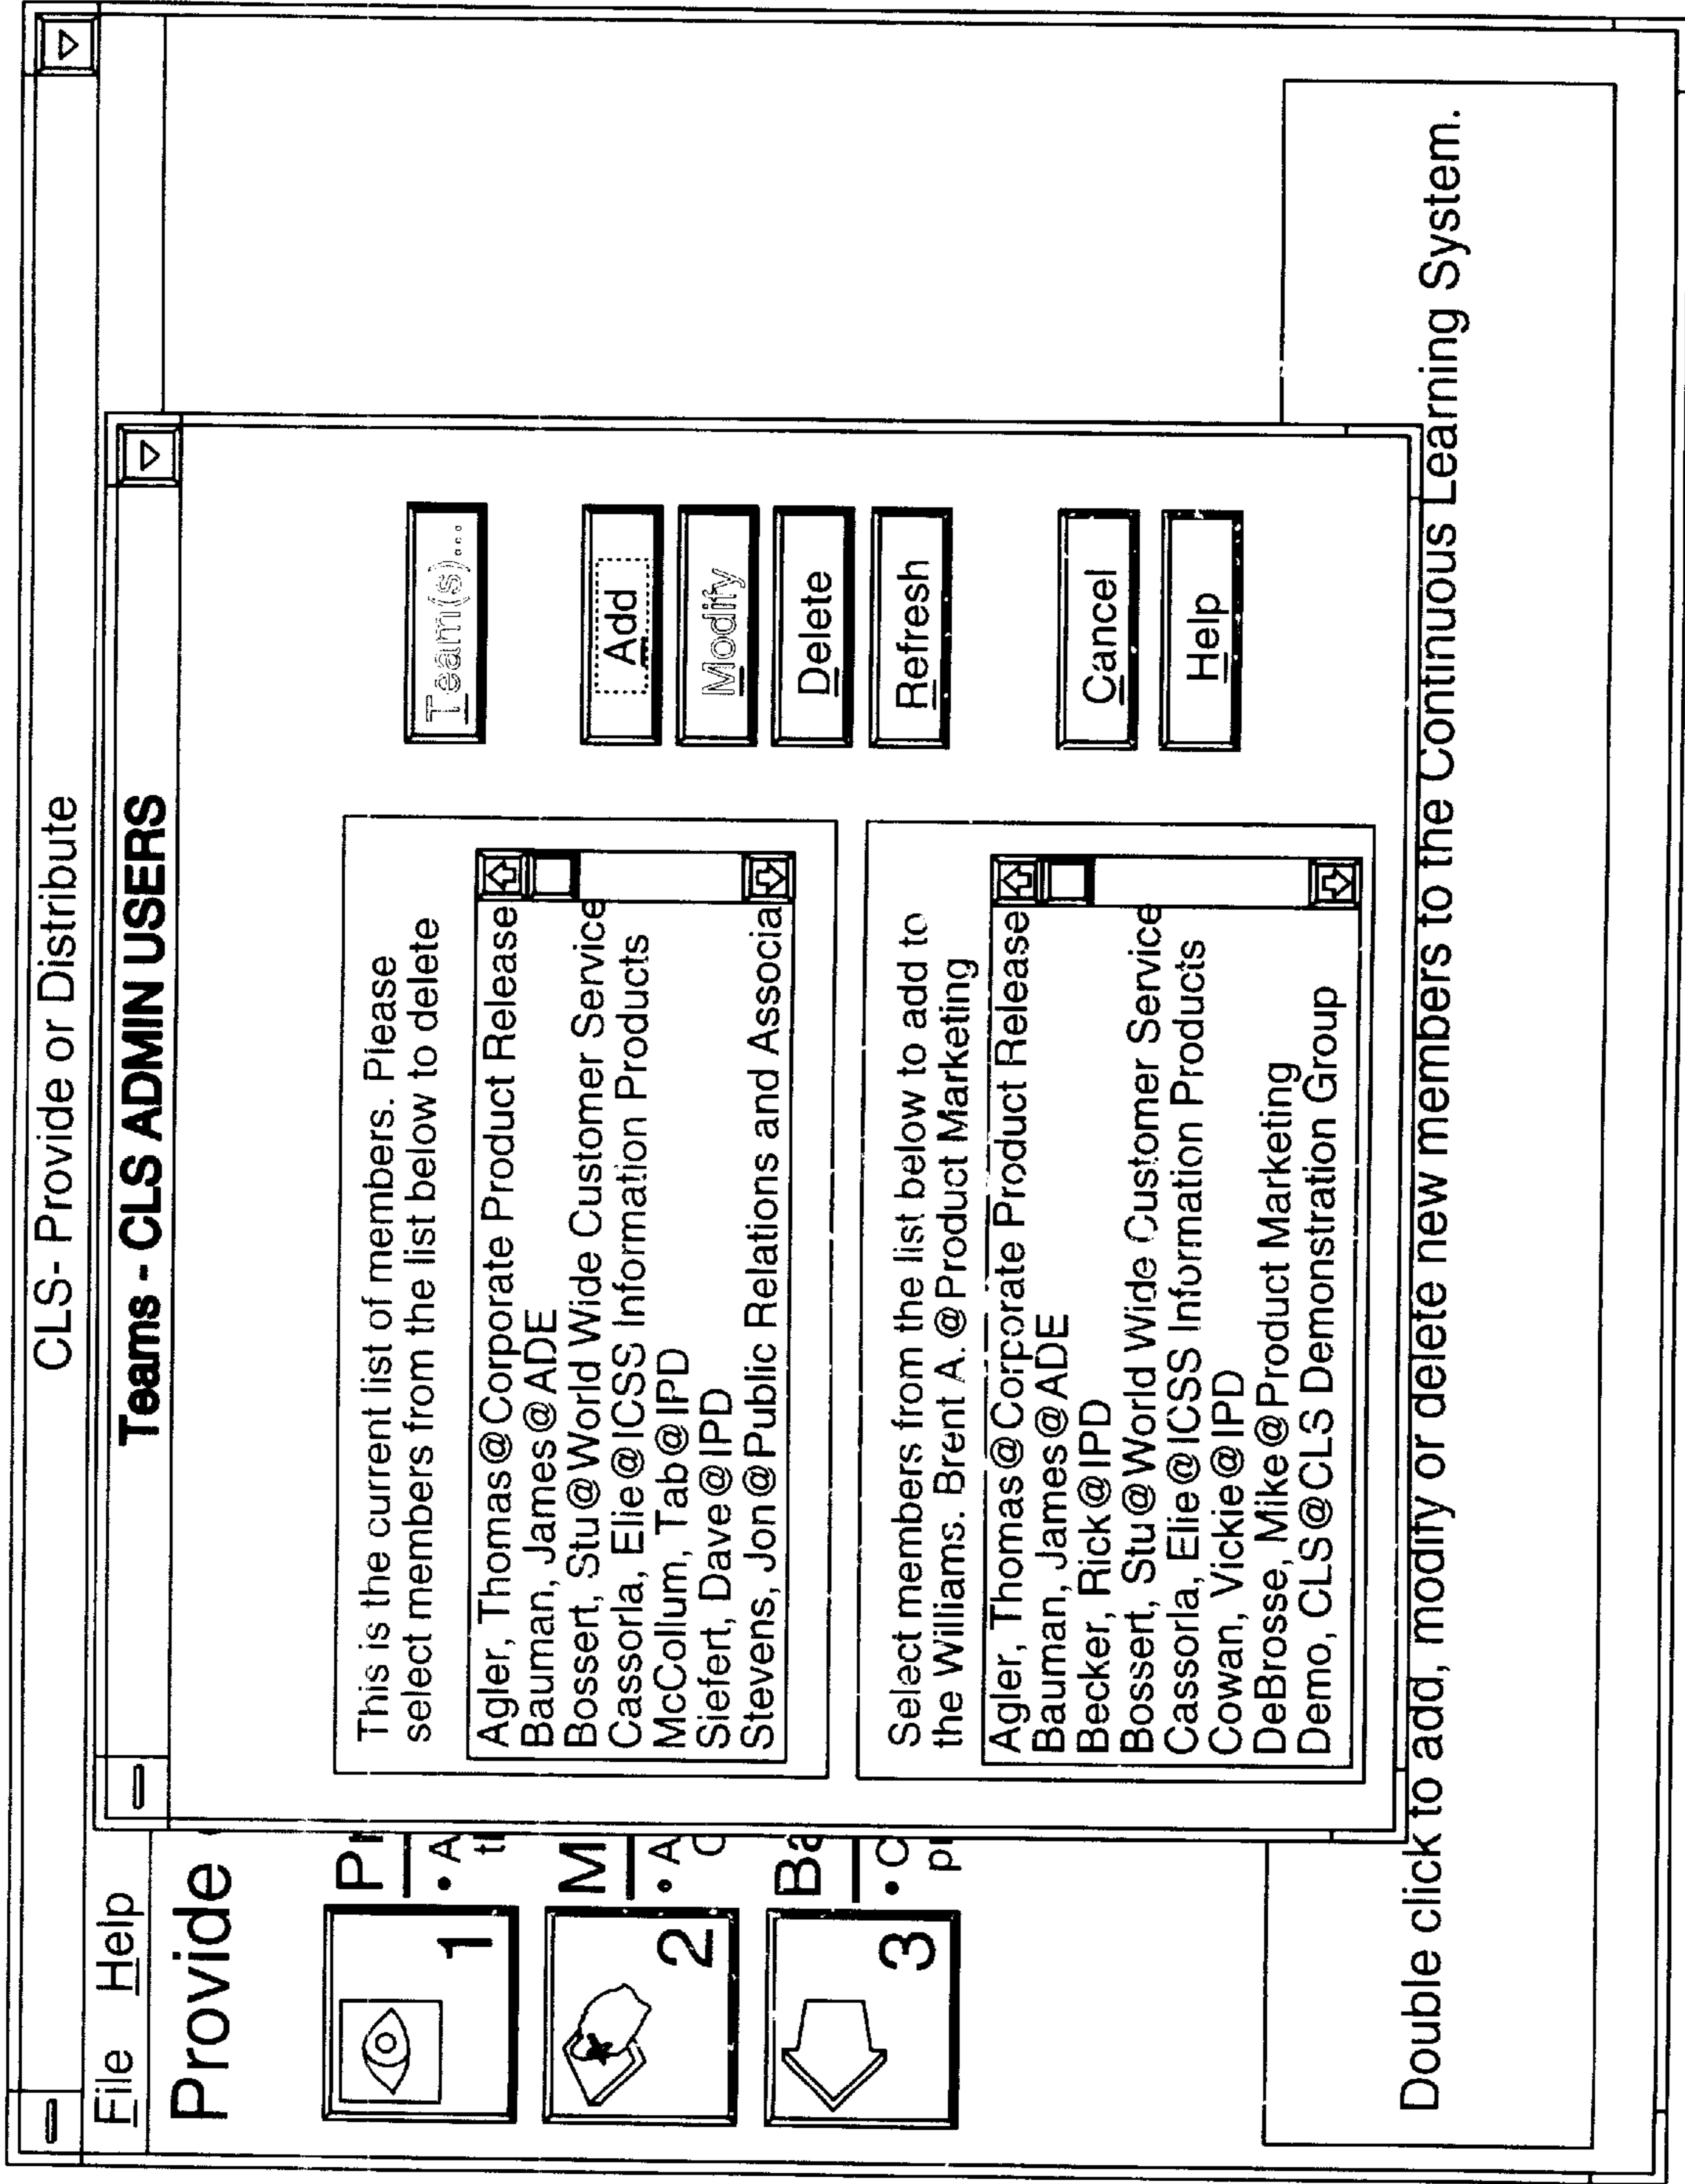 CLS- Provide or Distribute
File Help
Provide
Teams - CLS ADMIN USERS
This is the current list of members. Please
select members from the list below to delete
Agler, Thomas@Corporate Product Release
Bauman, James@ADE
Bossert, Stu@World Wide Customer Service
Cassorla, Elie@ICSS Information Products
McCollum, Tab@IPD
Siefert, Dave@IPD
Stevens, Jon@Public Relations and Associa
Select members from the list below to add to
the Williams. Brent A.@Product Marketing
Agler, Thomas@Corporate Product Release
Bauman, James@ADE
Becker, Rick@IPD
Bossert, Stu@World Wide Customer Service
Cassorla, Elie@ICSS Information Products
Cowan, Vickie@IPD
DeBrosse, Mike@Product Marketing
Demo, CLS@CLS Demonstration Group
Team(s)...
Add
Modify
Delete
Refresh
Cancel
Help
1
• A
2
M
• A
3
Ba
• C
Double click to add, modify or delete new members to the Continuous Learning System.